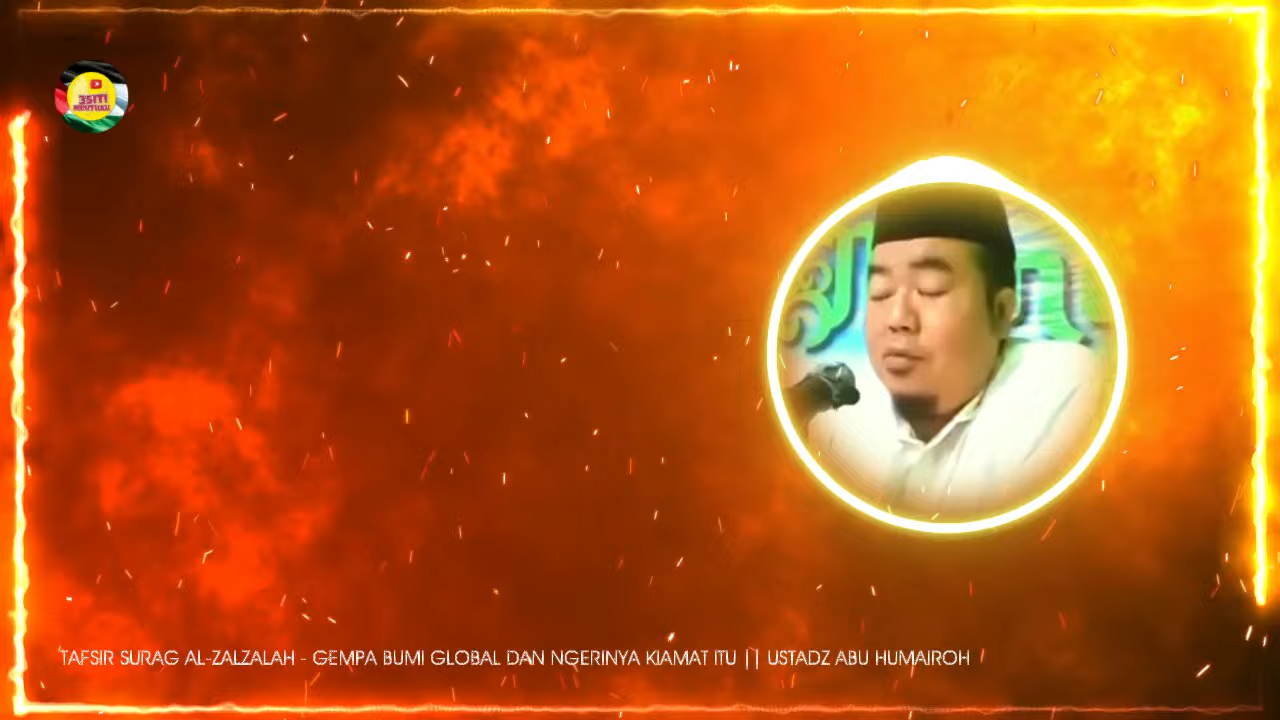 TAFSIR SURAG AL-ZALZALAH - GEMPA BUMI GLOBAL DAN NGERINYA KIAMAT ITU || USTADZ ABU HUMAIROH